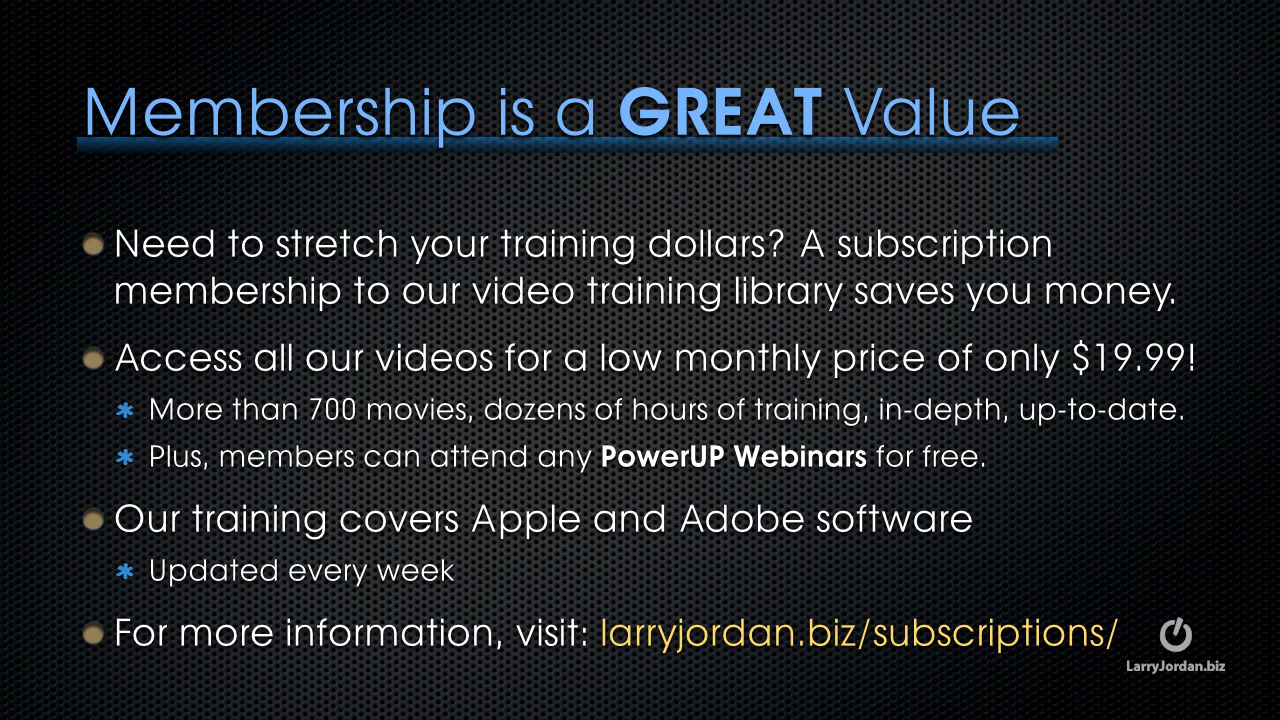 Membership is a GREAT Value
Need to stretch your training dollars? A subscription
membership to our video training library saves you money.
Access all our videos for a low monthly price of only $19.99!
More than 700 movies, dozens of hours of training, in-depth, up-to-date.
Plus, members can attend any PowerUP Webinars for free.
Our training covers Apple and Adobe software
Updated every week
For more information, visit: larryjordan.biz/subscriptions/
LarryJordan.biz